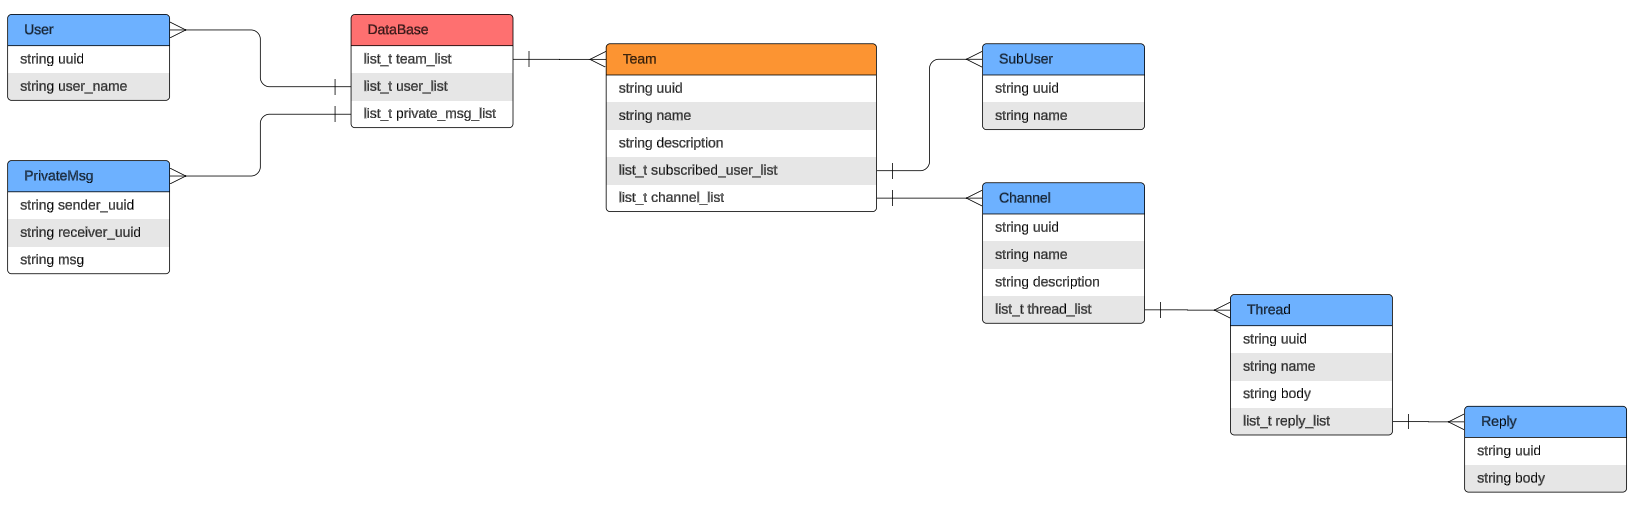 User
string uuid
string user_name
DataBase
list_t team_list
list_t user_list
list_t private_msg_list
PrivateMsg
string sender_uuid
string receiver_uuid
string msg
Team
string uuid
string name
string description
list_t subscribed_user_list
list_t channel_list
SubUser
string uuid
string name
Channel
string uuid
string name
string description
list_t thread_list
Thread
string uuid
string name
string body
list_t reply_list
Reply
string uuid
string body